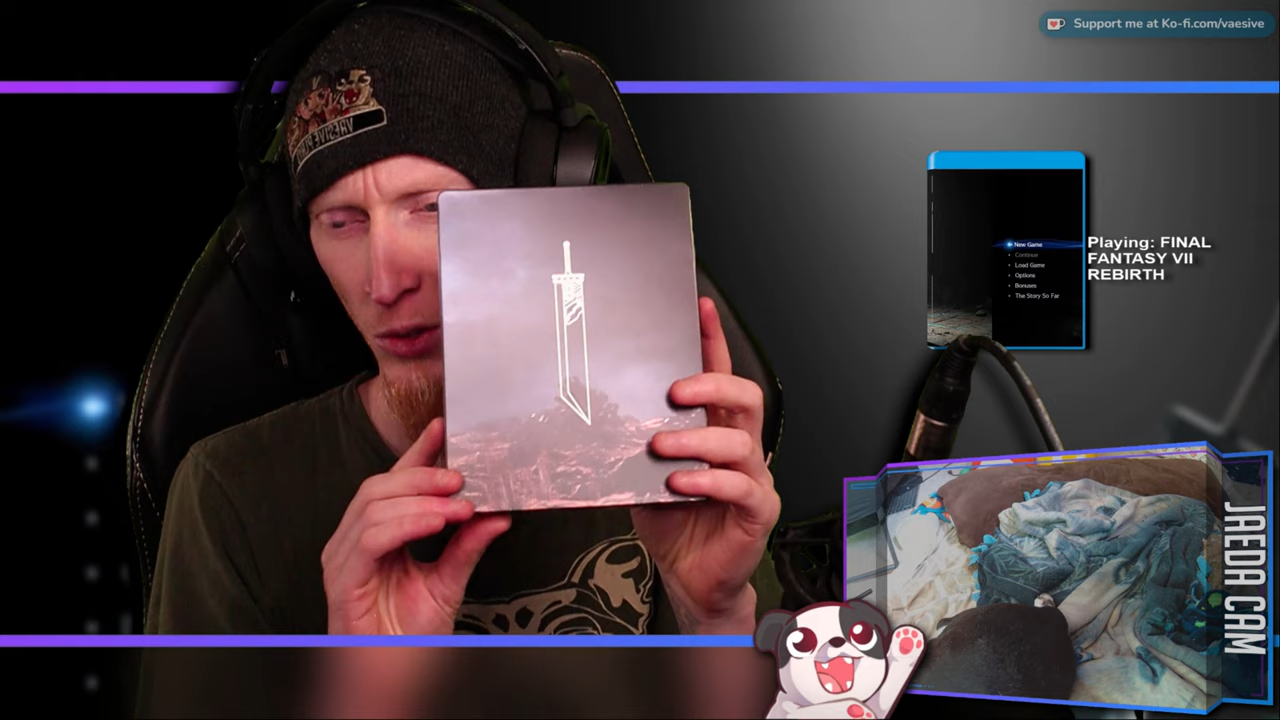 Support me at Ko-fi.com/vaesive
New Game
Continue
Load Game
Options
Bonuses
The Story So Far
Playing: FINAL
FANTASY VII
REBIRTH
JAEDA CAM